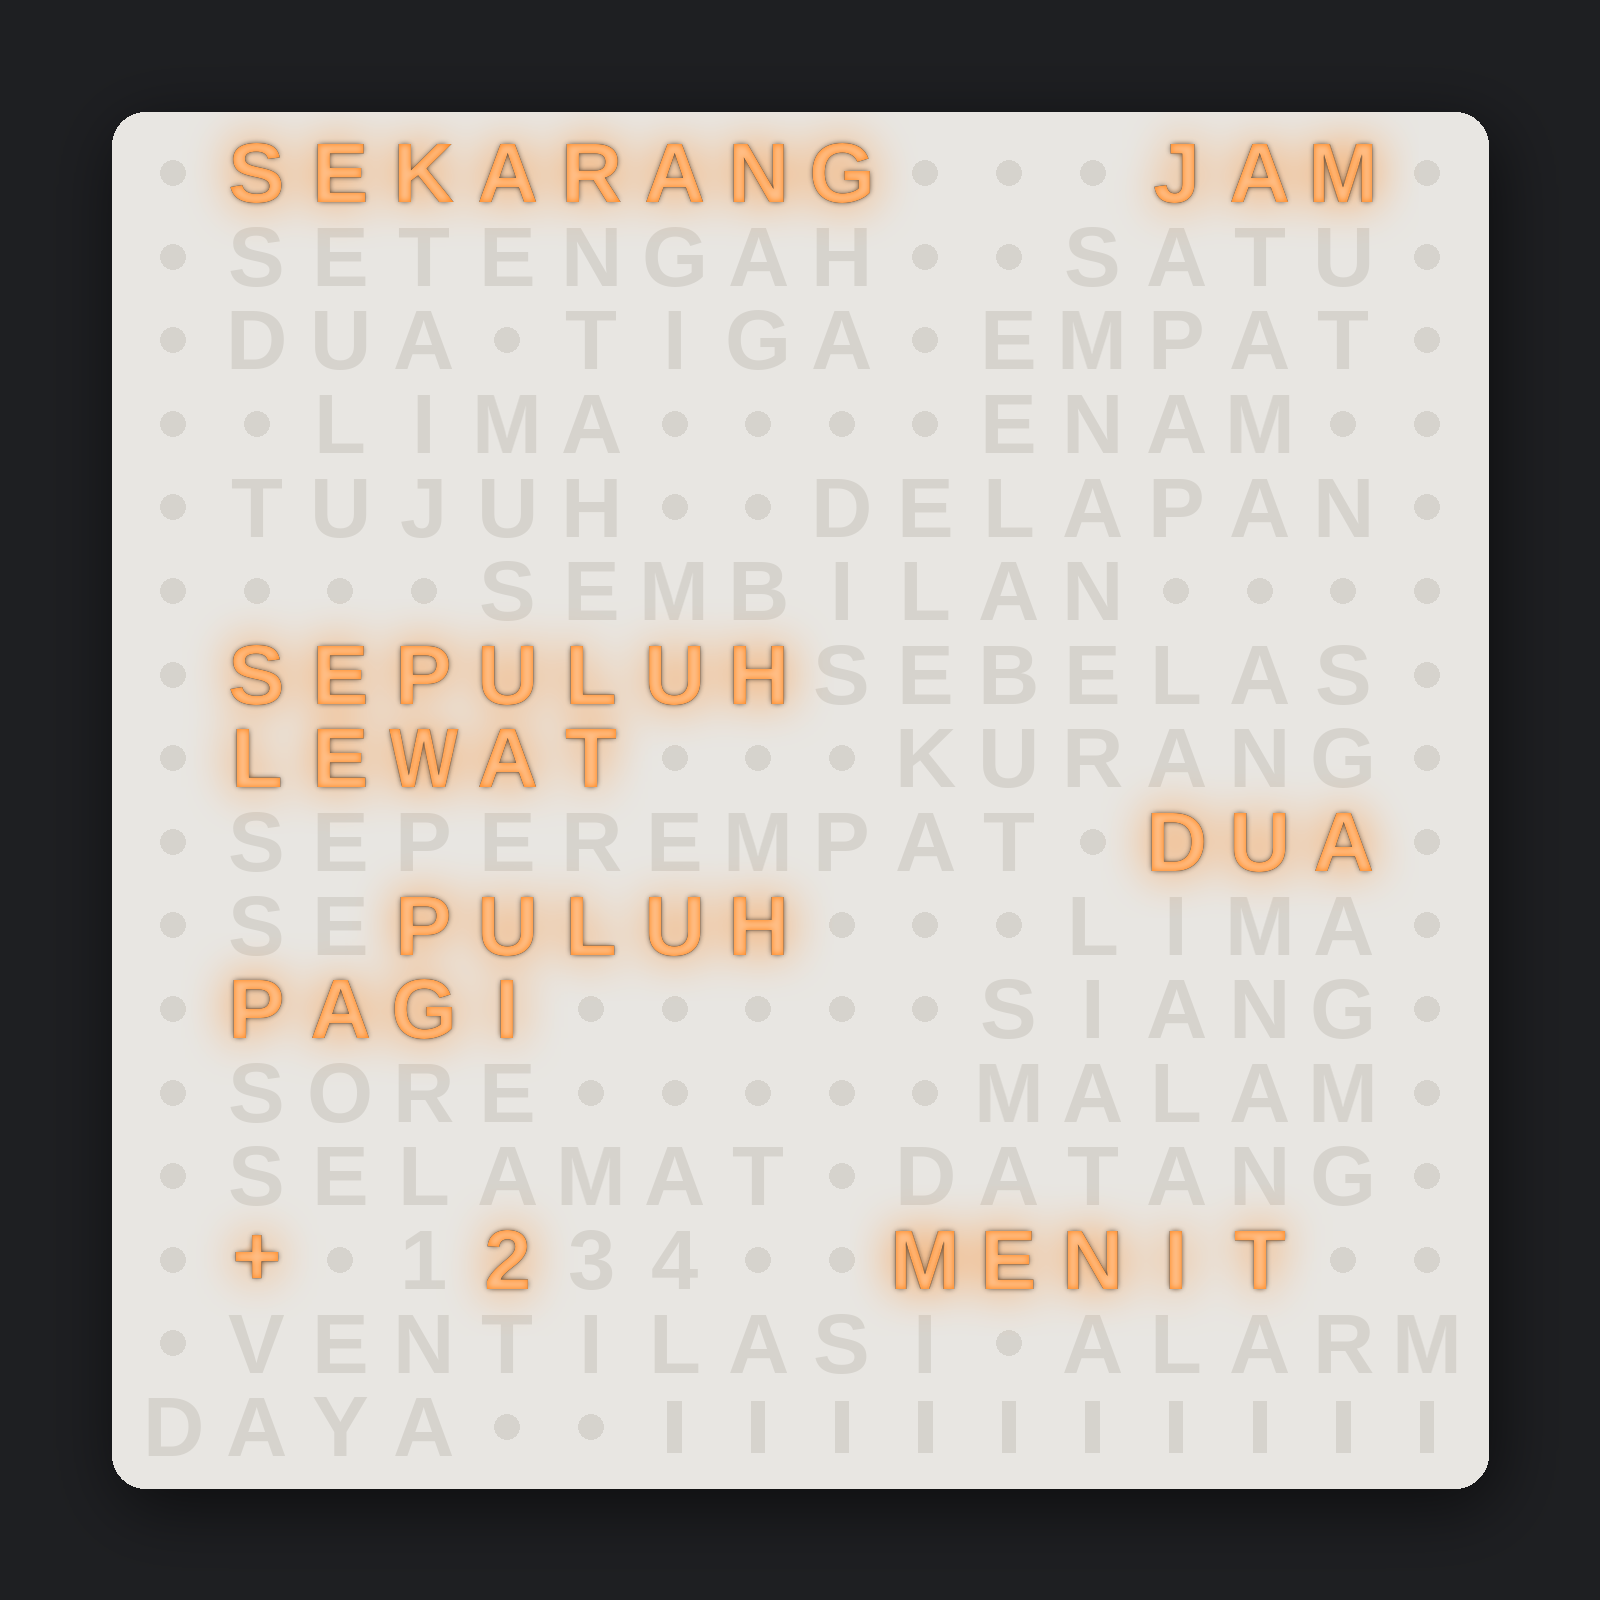 SEKARANG JAM
SETENGAH SATU
DUA TIGA EMPAT
LIMA ENAM
TUJUH DELAPAN
SEMBILAN
SEPULUH SEBELAS
LEWAT KURANG
SEPEREMPAT DUA
SEPULUH LIMA
PAGI SIANG
SORE MALAM
SELAMAT DATANG
+ 1 2 3 4 MENIT
VENTILASI ALARM
DAYA I I I I I I I I I I